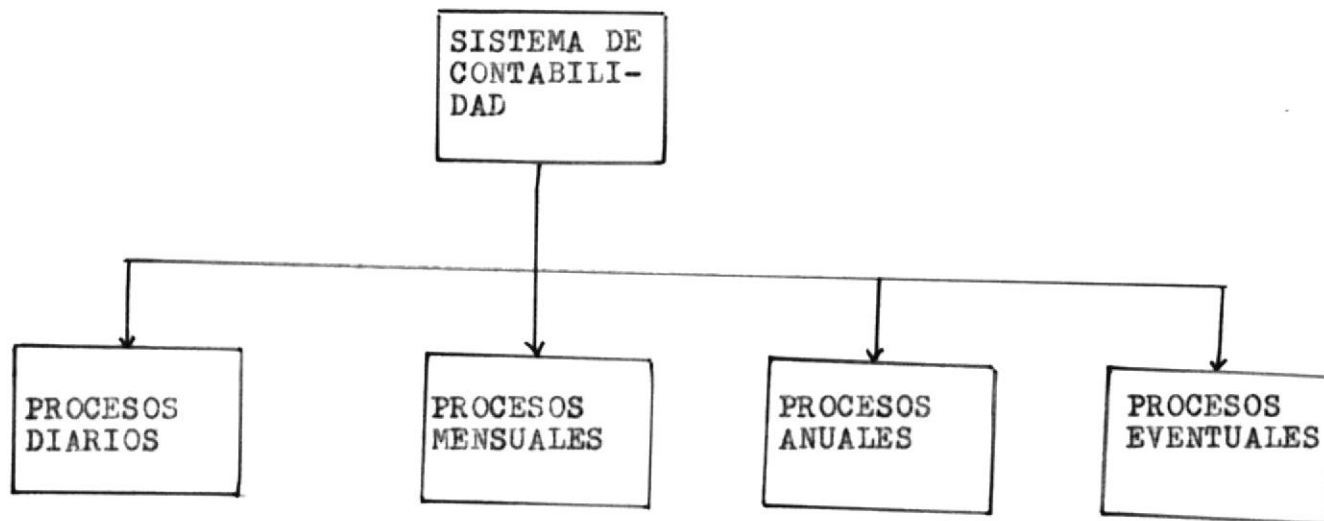 SISTEMA DE
CONTABILI-
DAD
PROCESOS
DIARIOS
PROCESOS
MENSUALES
PROCESOS
ANUALES
PROCESOS
EVENTUALES